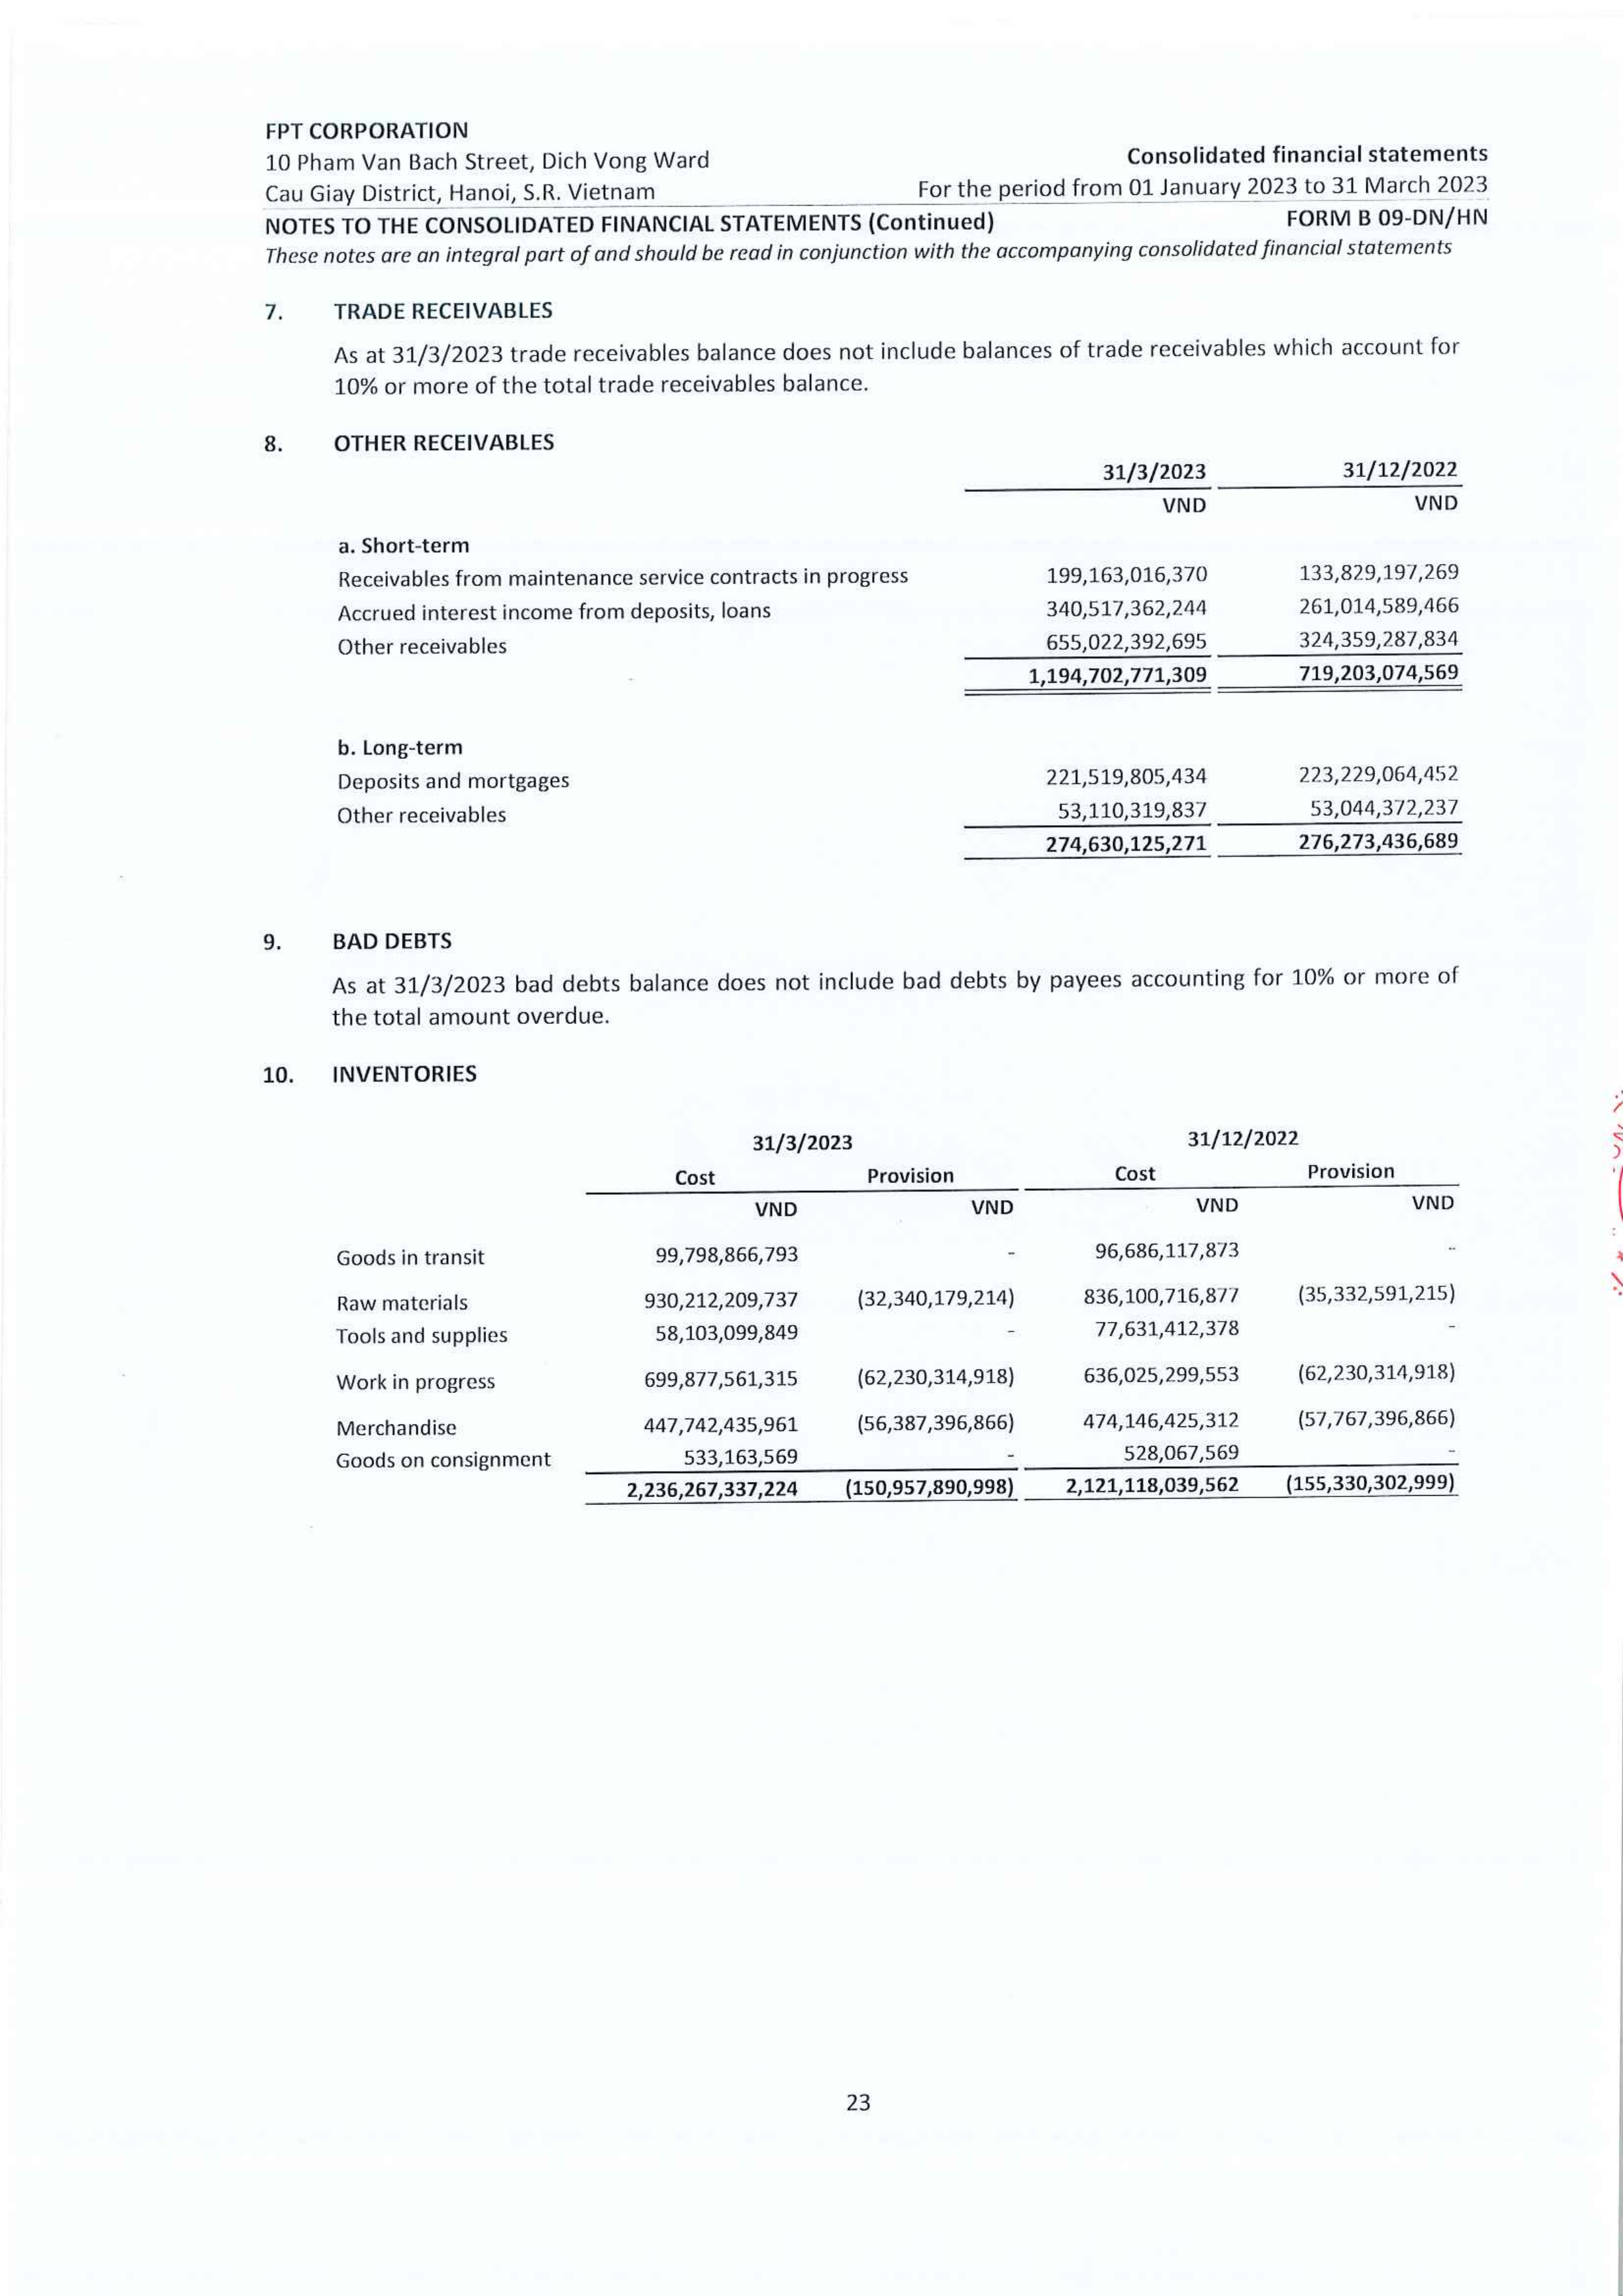 FPT CORPORATION
10 Pham Van Bach Street, Dich Vong Ward
Consolidated financial statements
Cau Giay District, Hanoi, S.R. Vietnam
For the period from 01 January 2023 to 31 March 2023
NOTES TO THE CONSOLIDATED FINANCIAL STATEMENTS (Continued)
FORM B 09-DN/HN
These notes are an integral part of and should be read in conjunction with the accompanying consolidated financial statements
7. TRADE RECEIVABLES
As at 31/3/2023 trade receivables balance does not include balances of trade receivables which account for
10% or more of the total trade receivables balance.
8. OTHER RECEIVABLES
31/3/2023 31/12/2022
VND VND
a. Short-term
Receivables from maintenance service contracts in progress 199,163,016,370 133,829,197,269
Accrued interest income from deposits, loans 340,517,362,244 261,014,589,466
Other receivables 655,022,392,695 324,359,287,834
1,194,702,771,309 719,203,074,569
b. Long-term
Deposits and mortgages 221,519,805,434 223,229,064,452
Other receivables 53,110,319,837 53,044,372,237
274,630,125,271 276,273,436,689
9. BAD DEBTS
As at 31/3/2023 bad debts balance does not include bad debts by payees accounting for 10% or more of
the total amount overdue.
10. INVENTORIES
31/3/2023 31/12/2022
Cost Provision Cost Provision
VND VND VND VND
Goods in transit 99,798,866,793 - 96,686,117,873 -
Raw materials 930,212,209,737 (32,340,179,214) 836,100,716,877 (35,332,591,215)
Tools and supplies 58,103,099,849 - 77,631,412,378 -
Work in progress 699,877,561,315 (62,230,314,918) 636,025,299,553 (62,230,314,918)
Merchandise 447,742,435,961 (56,387,396,866) 474,146,425,312 (57,767,396,866)
Goods on consignment 533,163,569 - 528,067,569 -
2,236,267,337,224 (150,957,890,998) 2,121,118,039,562 (155,330,302,999)
23